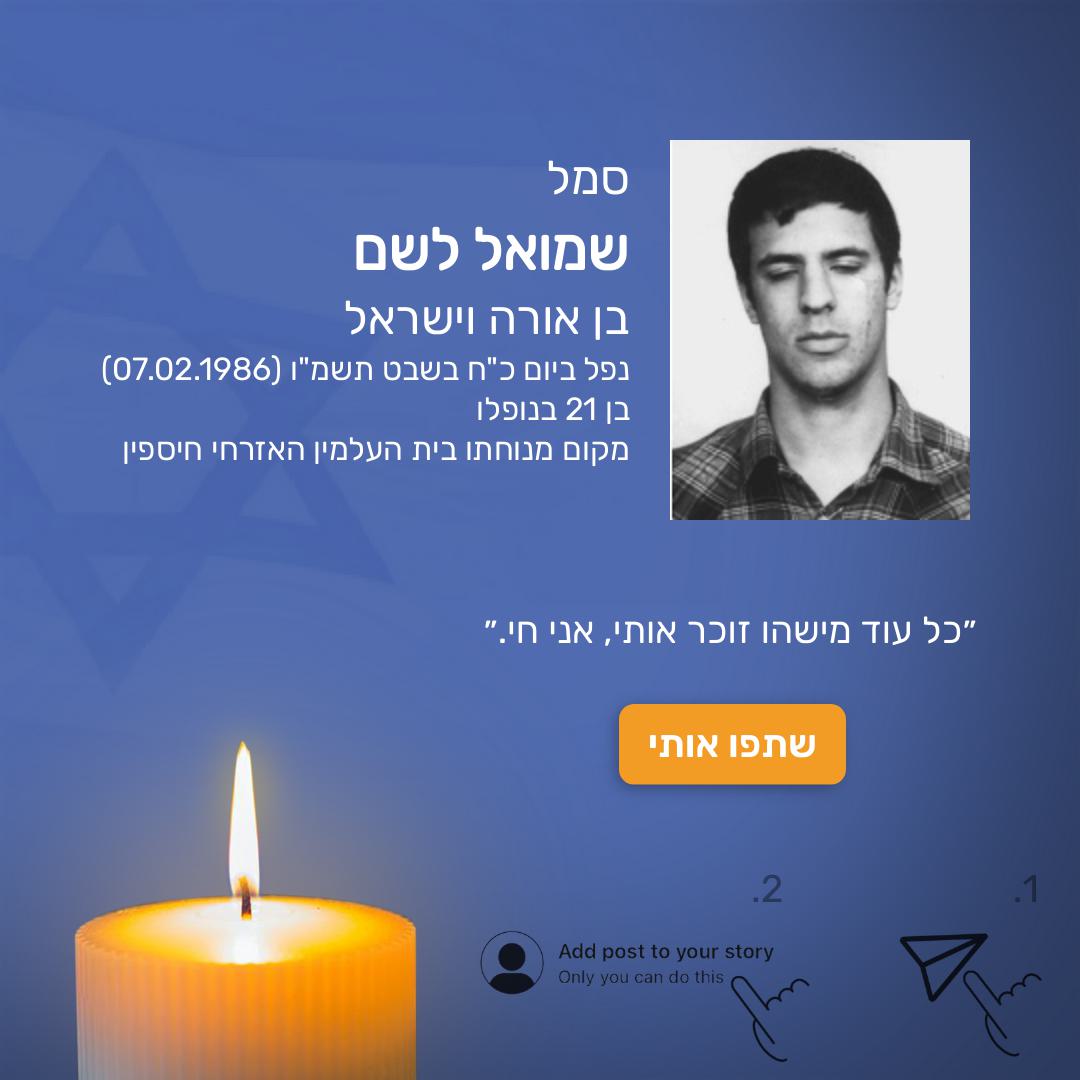 סמל
שמואל לשם
בן אורה וישראל
נפל ביום כ"ח בשבט תשמ"ו (07.02.1986)
בן 21 בנופלו
מקום מנוחתו בית העלמין האזרחי חיספין
״כל עוד מישהו זוכר אותי, אני חי.״
שתפו אותי
1.
2.
Add post to your story
Only you can do this